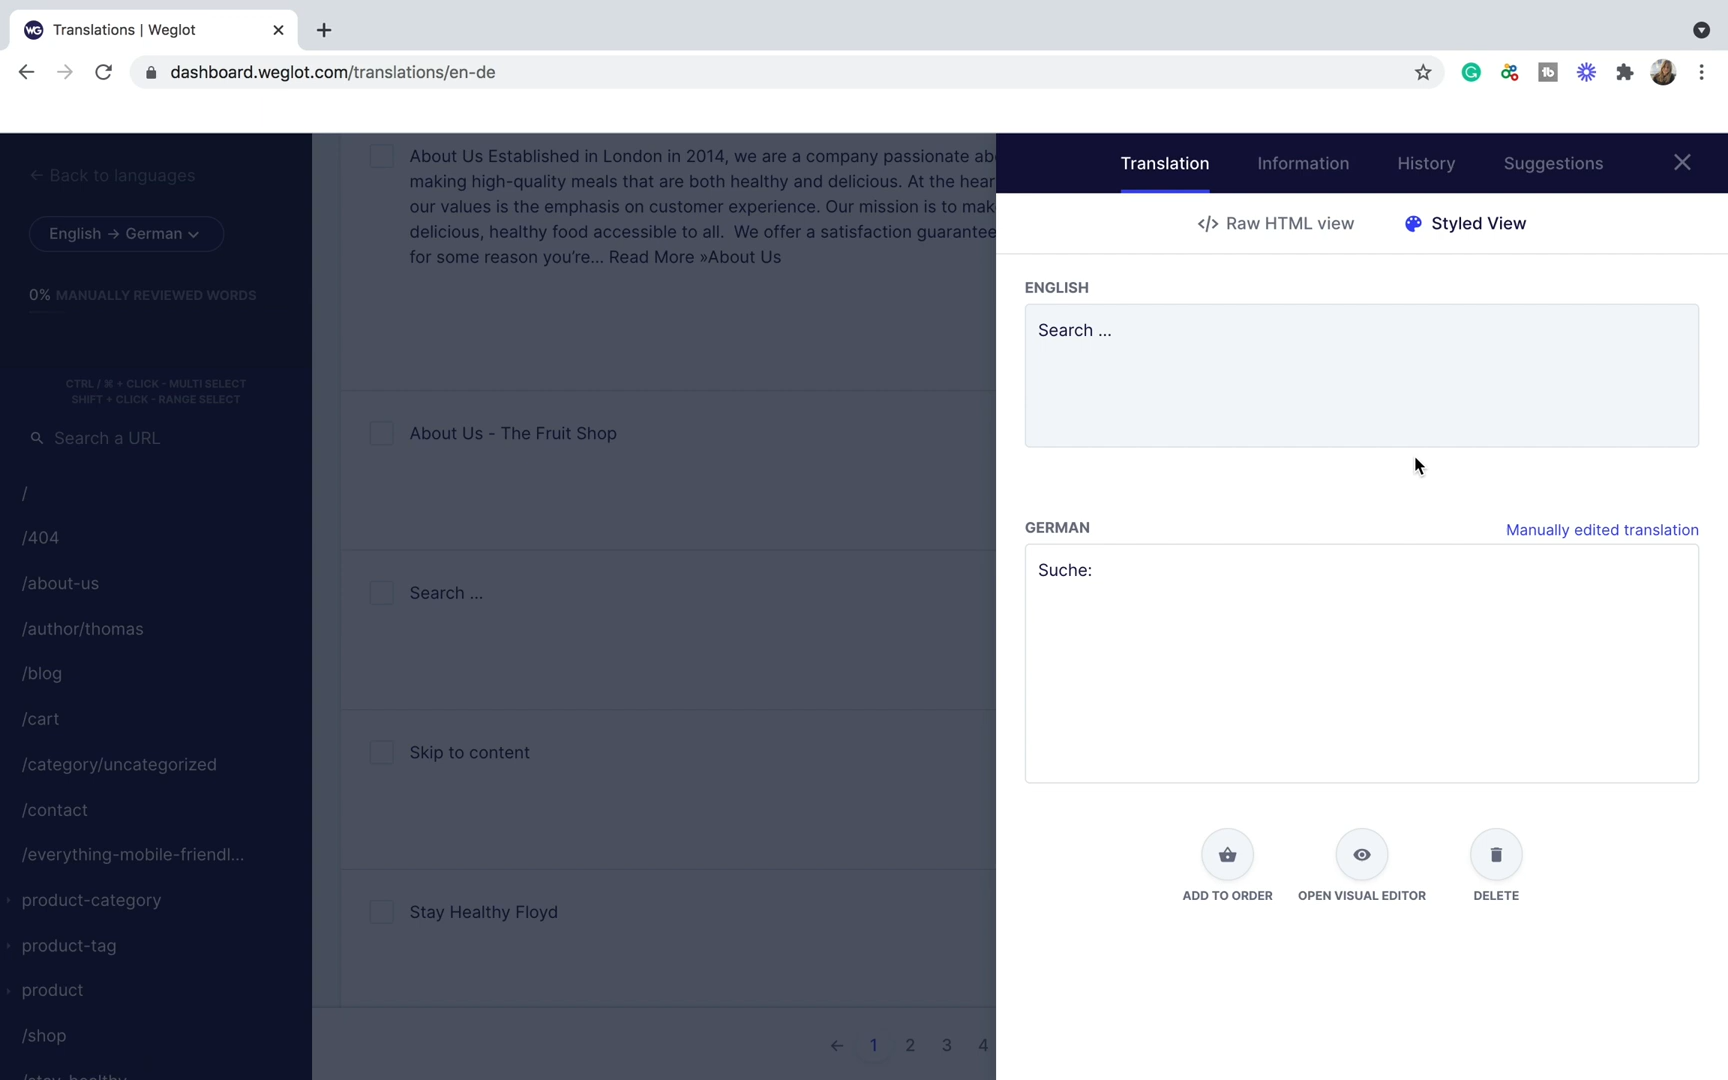 Translations | Weglot
dashboard.weglot.com/translations/en-de
Back to languages
English → German
0% MANUALLY REVIEWED WORDS
CTRL / ⌘ + CLICK - MULTI SELECT
SHIFT + CLICK - RANGE SELECT
Search a URL
/
/404
/about-us
/author/thomas
/blog
/cart
/category/uncategorized
/contact
/everything-mobile-friendl...
product-category
product-tag
product
/shop
/stay-healthy
About Us Established in London in 2014, we are a company passionate abo
making high-quality meals that are both healthy and delicious. At the hear
our values is the emphasis on customer experience. Our mission is to mak
delicious, healthy food accessible to all. We offer a satisfaction guarantee
for some reason you're... Read More »About Us
About Us - The Fruit Shop
Search ...
Skip to content
Stay Healthy Floyd
← 1 2 3 4
Translation Information History Suggestions
</> Raw HTML view Styled View
ENGLISH
Search ...
GERMAN Manually edited translation
Suche:
ADD TO ORDER OPEN VISUAL EDITOR DELETE